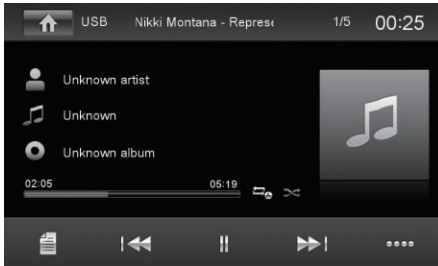 USB Nikki Montana - Represe 1/5 00:25
Unknown artist
Unknown
Unknown album
02:05 05:19